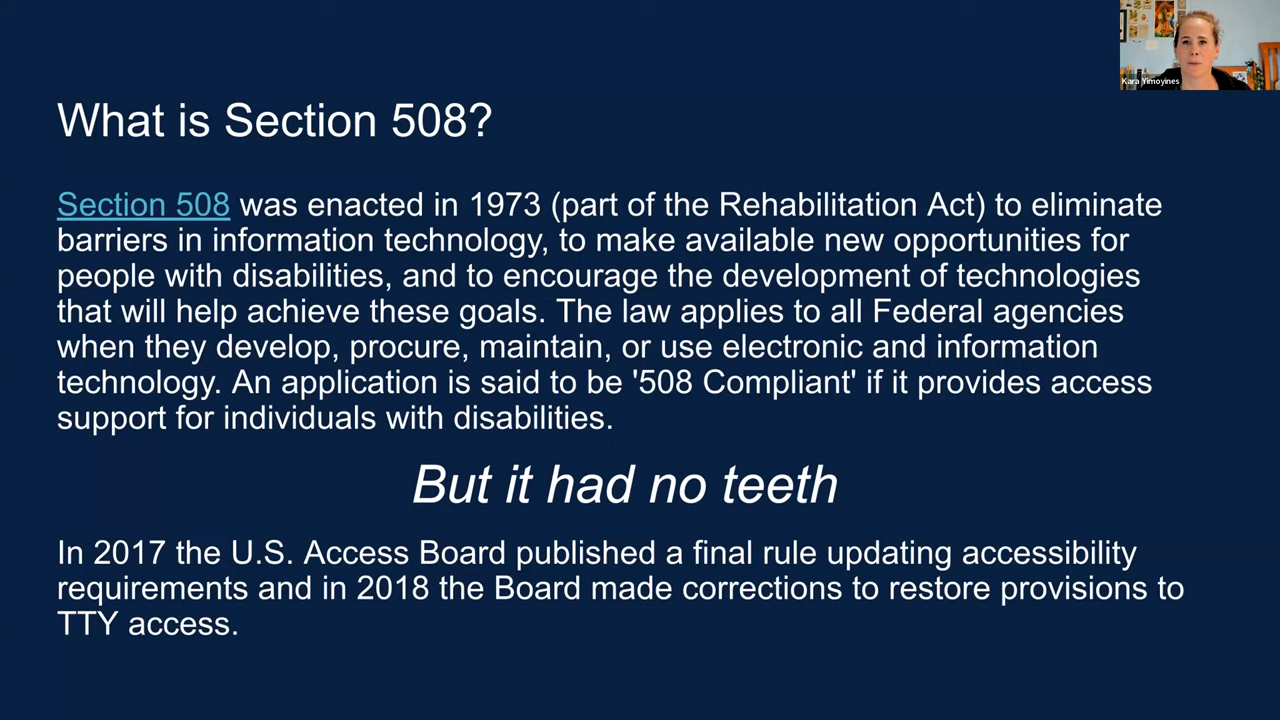 Kara Yimoyines
What is Section 508?
Section 508 was enacted in 1973 (part of the Rehabilitation Act) to eliminate
barriers in information technology, to make available new opportunities for
people with disabilities, and to encourage the development of technologies
that will help achieve these goals. The law applies to all Federal agencies
when they develop, procure, maintain, or use electronic and information
technology. An application is said to be '508 Compliant' if it provides access
support for individuals with disabilities.
But it had no teeth
In 2017 the U.S. Access Board published a final rule updating accessibility
requirements and in 2018 the Board made corrections to restore provisions to
TTY access.